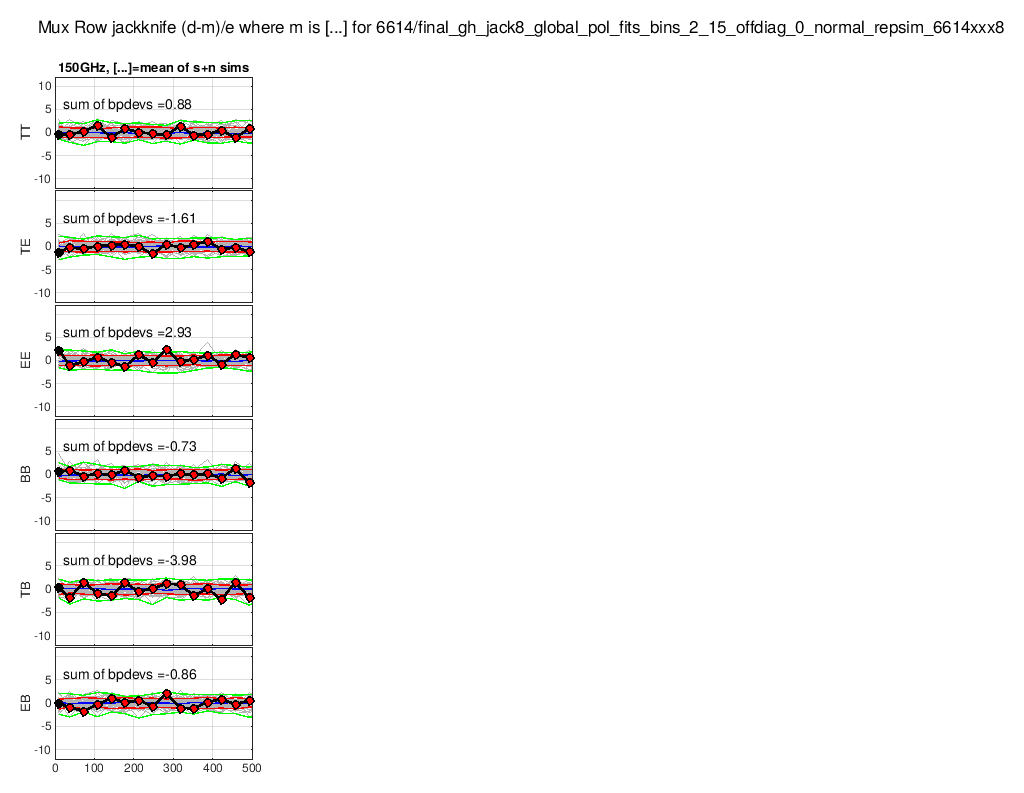 Mux Row jackknife (d-m)/e where m is [...] for 6614/final_gh_jack8_global_pol_fits_bins_2_15_offdiag_0_normal_repsim_6614xxx8
150GHz, [...]=mean of s+n sims
10
5
0
-5
-10
TT
sum of bpdevs =0.88
5
0
-5
-10
TE
sum of bpdevs =-1.61
5
0
-5
-10
EE
sum of bpdevs =2.93
5
0
-5
-10
BB
sum of bpdevs =-0.73
5
0
-5
-10
TB
sum of bpdevs =-3.98
5
0
-5
-10
EB
sum of bpdevs =-0.86
0 100 200 300 400 500